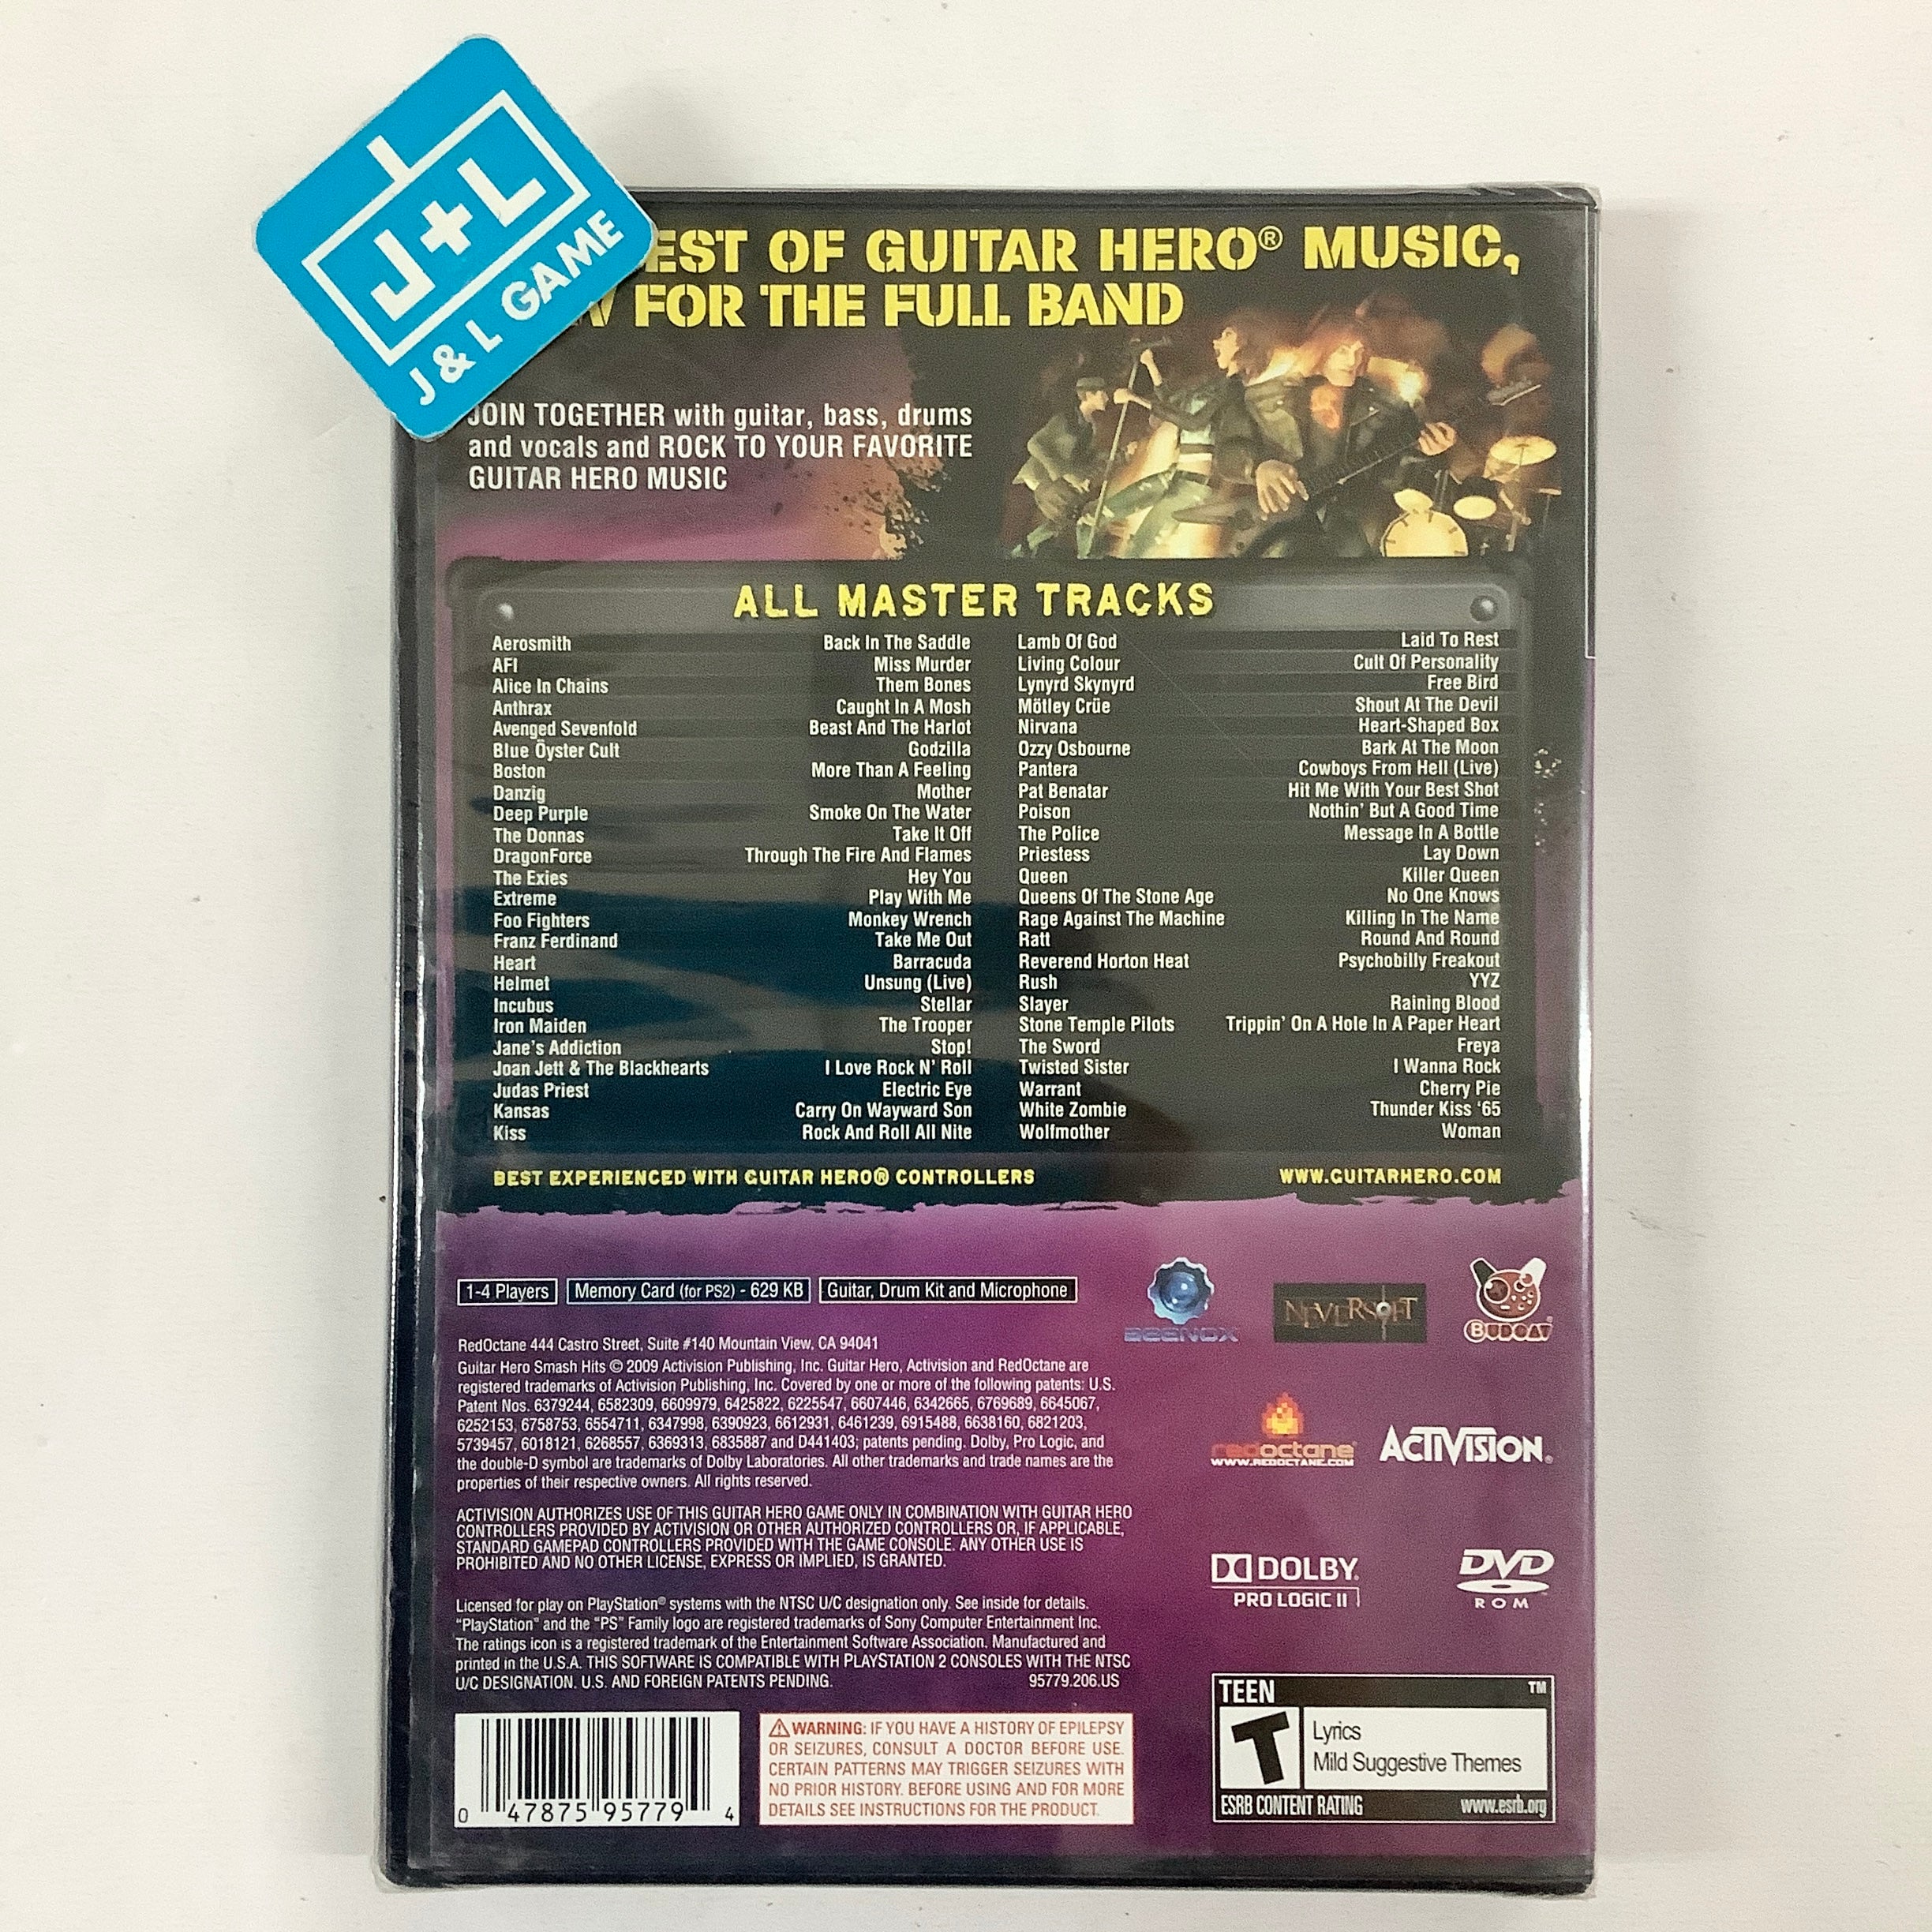 J+L
J & L GAME
EST OF GUITAR HERO® MUSIC,
FOR THE FULL BAND
JOIN TOGETHER with guitar, bass, drums
and vocals and ROCK TO YOUR FAVORITE
GUITAR HERO MUSIC
ALL MASTER TRACKS
Aerosmith Back In The Saddle
AFI Miss Murder
Alice In Chains Them Bones
Anthrax Caught In A Mosh
Avenged Sevenfold Beast And The Harlot
Blue Öyster Cult Godzilla
Boston More Than A Feeling
Danzig Mother
Deep Purple Smoke On The Water
The Donnas Take It Off
DragonForce Through The Fire And Flames
The Exies Hey You
Extreme Play With Me
Foo Fighters Monkey Wrench
Franz Ferdinand Take Me Out
Heart Barracuda
Helmet Unsung (Live)
Incubus Stellar
Iron Maiden The Trooper
Jane's Addiction Stop!
Joan Jett & The Blackhearts I Love Rock N' Roll
Judas Priest Electric Eye
Kansas Carry On Wayward Son
Kiss Rock And Roll All Nite
Lamb Of God Laid To Rest
Living Colour Cult Of Personality
Lynyrd Skynyrd Free Bird
Mötley Crüe Shout At The Devil
Nirvana Heart-Shaped Box
Ozzy Osbourne Bark At The Moon
Pantera Cowboys From Hell (Live)
Pat Benatar Hit Me With Your Best Shot
Poison Nothin' But A Good Time
The Police Message In A Bottle
Priestess Lay Down
Queen Killer Queen
Queens Of The Stone Age No One Knows
Rage Against The Machine Killing In The Name
Ratt Round And Round
Reverend Horton Heat Psychobilly Freakout
Rush YYZ
Slayer Raining Blood
Stone Temple Pilots Trippin' On A Hole In A Paper Heart
The Sword Freya
Twisted Sister I Wanna Rock
Warrant Cherry Pie
White Zombie Thunder Kiss '65
Wolfmother Woman
BEST EXPERIENCED WITH GUITAR HERO® CONTROLLERS
WWW.GUITARHERO.COM
1-4 Players
Memory Card (for PS2) - 629 KB
Guitar, Drum Kit and Microphone
BEENOX
NEVERSOFT
BUDCAT
RedOctane 444 Castro Street, Suite #140 Mountain View, CA 94041
Guitar Hero Smash Hits © 2009 Activision Publishing, Inc. Guitar Hero, Activision and RedOctane are
registered trademarks of Activision Publishing, Inc. Covered by one or more of the following patents: U.S.
Patent Nos. 6379244, 6582309, 6609979, 6425822, 6225547, 6607446, 6342665, 6769689, 6645067,
6252153, 6758753, 6554711, 6347998, 6390923, 6612931, 6461239, 6915488, 6638160, 6821203,
5739457, 6018121, 6268557, 6369313, 6835887 and D441403; patents pending. Dolby, Pro Logic, and
the double-D symbol are trademarks of Dolby Laboratories. All other trademarks and trade names are the
properties of their respective owners. All rights reserved.
redoctane
WWW.REDOCTANE.COM
ACTIVISION®
ACTIVISION AUTHORIZES USE OF THIS GUITAR HERO GAME ONLY IN COMBINATION WITH GUITAR HERO
CONTROLLERS PROVIDED BY ACTIVISION OR OTHER AUTHORIZED CONTROLLERS OR, IF APPLICABLE,
STANDARD GAMEPAD CONTROLLERS PROVIDED WITH THE GAME CONSOLE. ANY OTHER USE IS
PROHIBITED AND NO OTHER LICENSE, EXPRESS OR IMPLIED, IS GRANTED.
DOLBY
PRO LOGIC II
DVD
ROM
Licensed for play on PlayStation® systems with the NTSC U/C designation only. See inside for details.
"PlayStation" and the "PS" Family logo are registered trademarks of Sony Computer Entertainment Inc.
The ratings icon is a registered trademark of the Entertainment Software Association. Manufactured and
printed in the U.S.A. THIS SOFTWARE IS COMPATIBLE WITH PLAYSTATION 2 CONSOLES WITH THE NTSC
U/C DESIGNATION. U.S. AND FOREIGN PATENTS PENDING. 95779.206.US
0 47875 95779 4
WARNING: IF YOU HAVE A HISTORY OF EPILEPSY
OR SEIZURES, CONSULT A DOCTOR BEFORE USE.
CERTAIN PATTERNS MAY TRIGGER SEIZURES WITH
NO PRIOR HISTORY. BEFORE USING AND FOR MORE
DETAILS SEE INSTRUCTIONS FOR THE PRODUCT.
TEEN ™
T
Lyrics
Mild Suggestive Themes
ESRB CONTENT RATING www.esrb.org